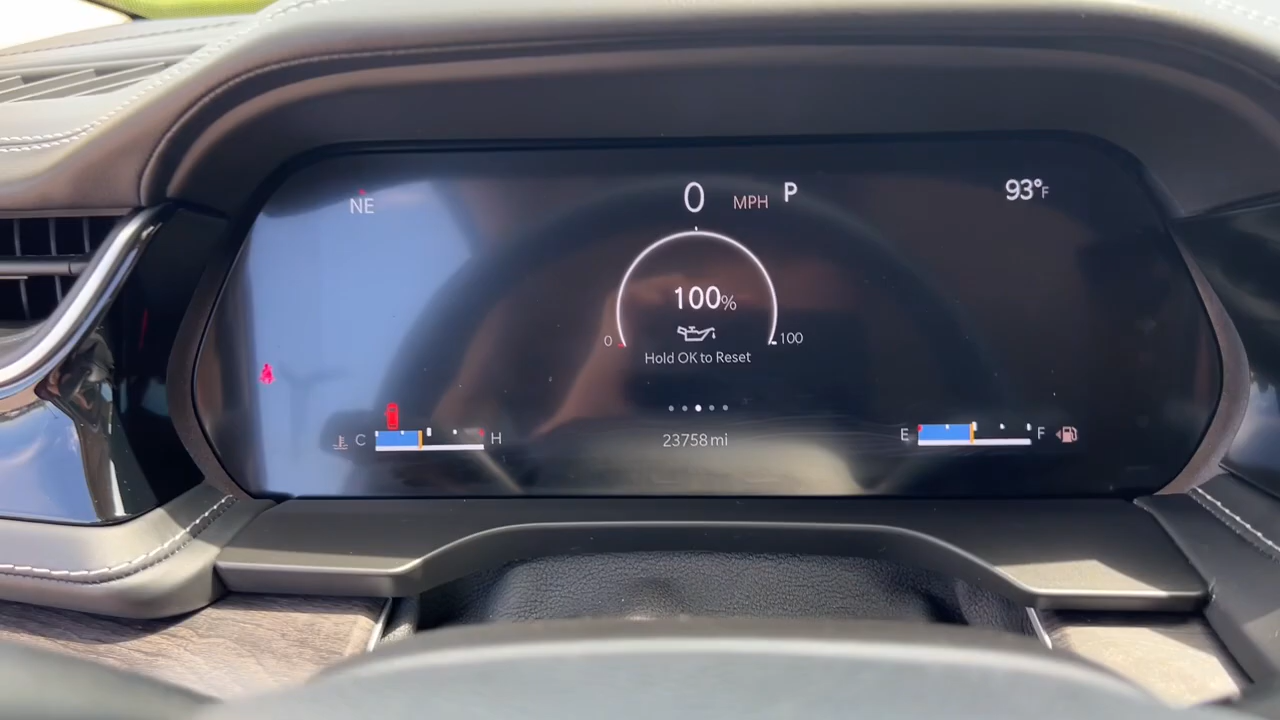 NE
0 MPH P
93°F
100%
0 100
Hold OK to Reset
C H
23758 mi
E F